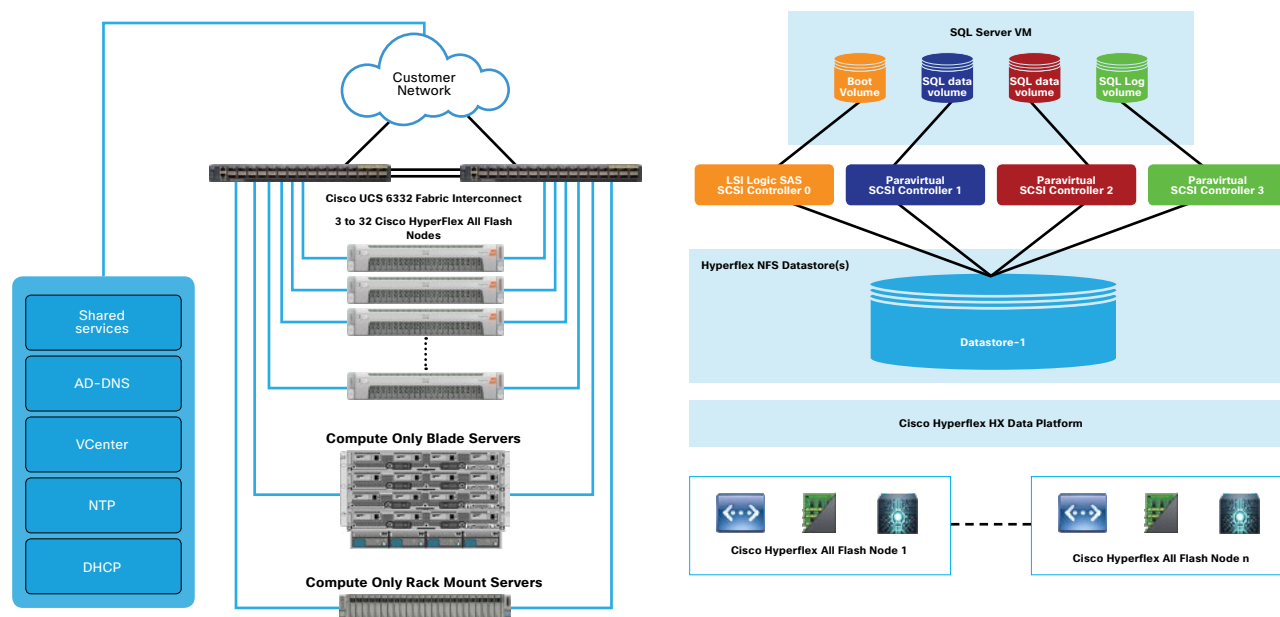 Customer
Network
Cisco UCS 6332 Fabric Interconnect
3 to 32 Cisco HyperFlex All Flash
Nodes
Shared
services
AD-DNS
VCenter
NTP
DHCP
Compute Only Blade Servers
Compute Only Rack Mount Servers
SQL Server VM
Boot
Volume
SQL data
volume
SQL data
volume
SQL Log
volume
LSI Logic SAS
SCSI Controller 0
Paravirtual
SCSI Controller 1
Paravirtual
SCSI Controller 2
Paravirtual
SCSI Controller 3
Hyperflex NFS Datastore(s)
Datastore-1
Cisco Hyperflex HX Data Platform
Cisco Hyperflex All Flash Node 1
Cisco Hyperflex All Flash Node n